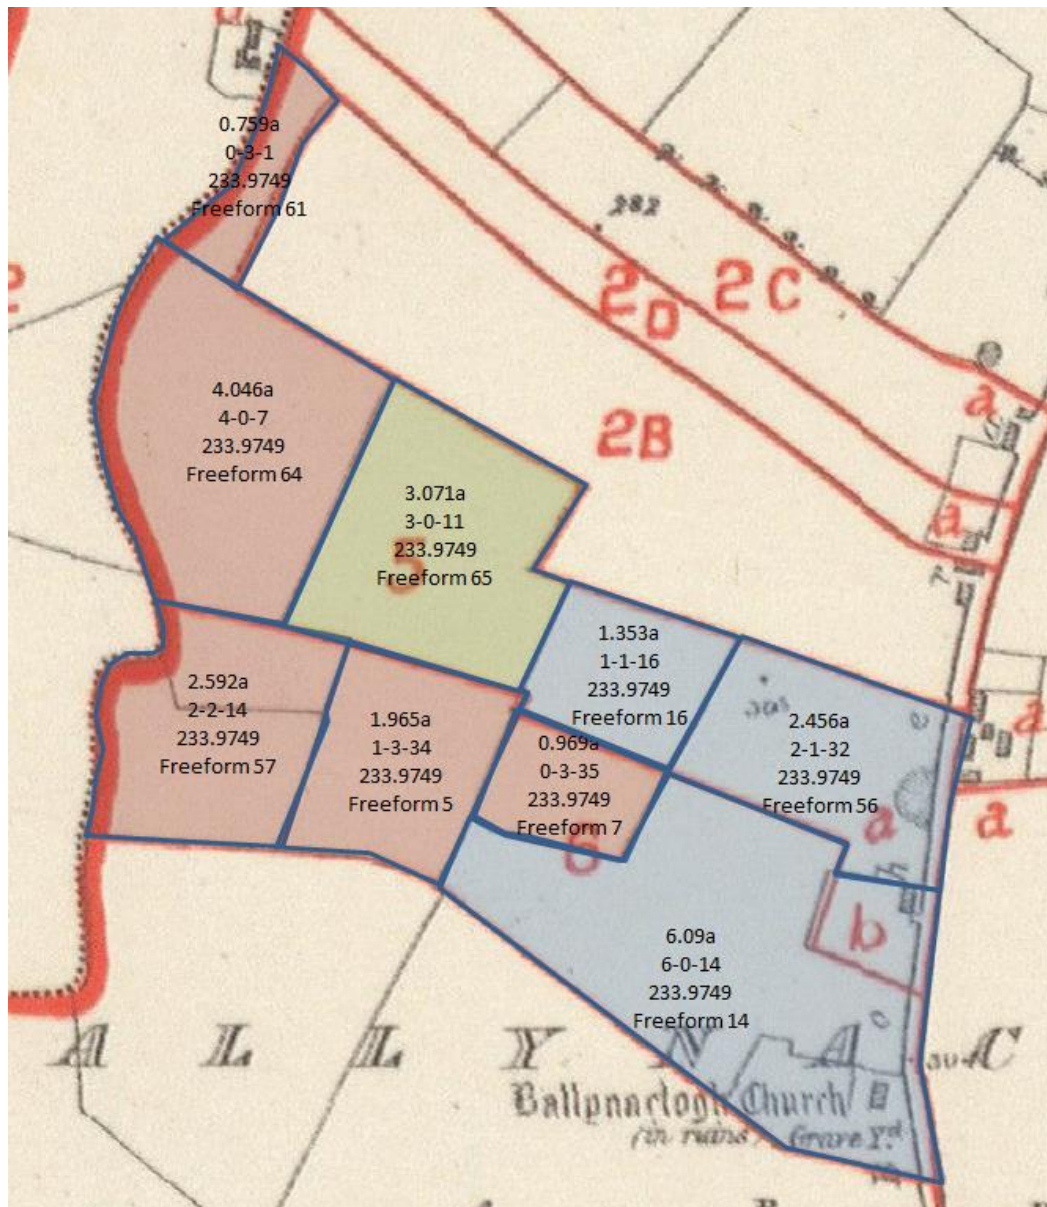 0.759a
0-3-1
233.9749
Freeform 61
282
2C
2D
2B
a
4.046a
4-0-7
233.9749
Freeform 64
3.071a
3-0-11
233.9749
Freeform 65
5
a
1.353a
1-1-16
233.9749
Freeform 16
2.592a
2-2-14
233.9749
Freeform 57
1.965a
1-3-34
233.9749
Freeform 5
0.969a
0-3-35
233.9749
Freeform 7
6
2.456a
2-1-32
233.9749
Freeform 56
a
a
a
b
6.09a
6-0-14
233.9749
Freeform 14
A L L Y N A C
304
Ballynaclogh Church
(in ruins) Grave Yd.